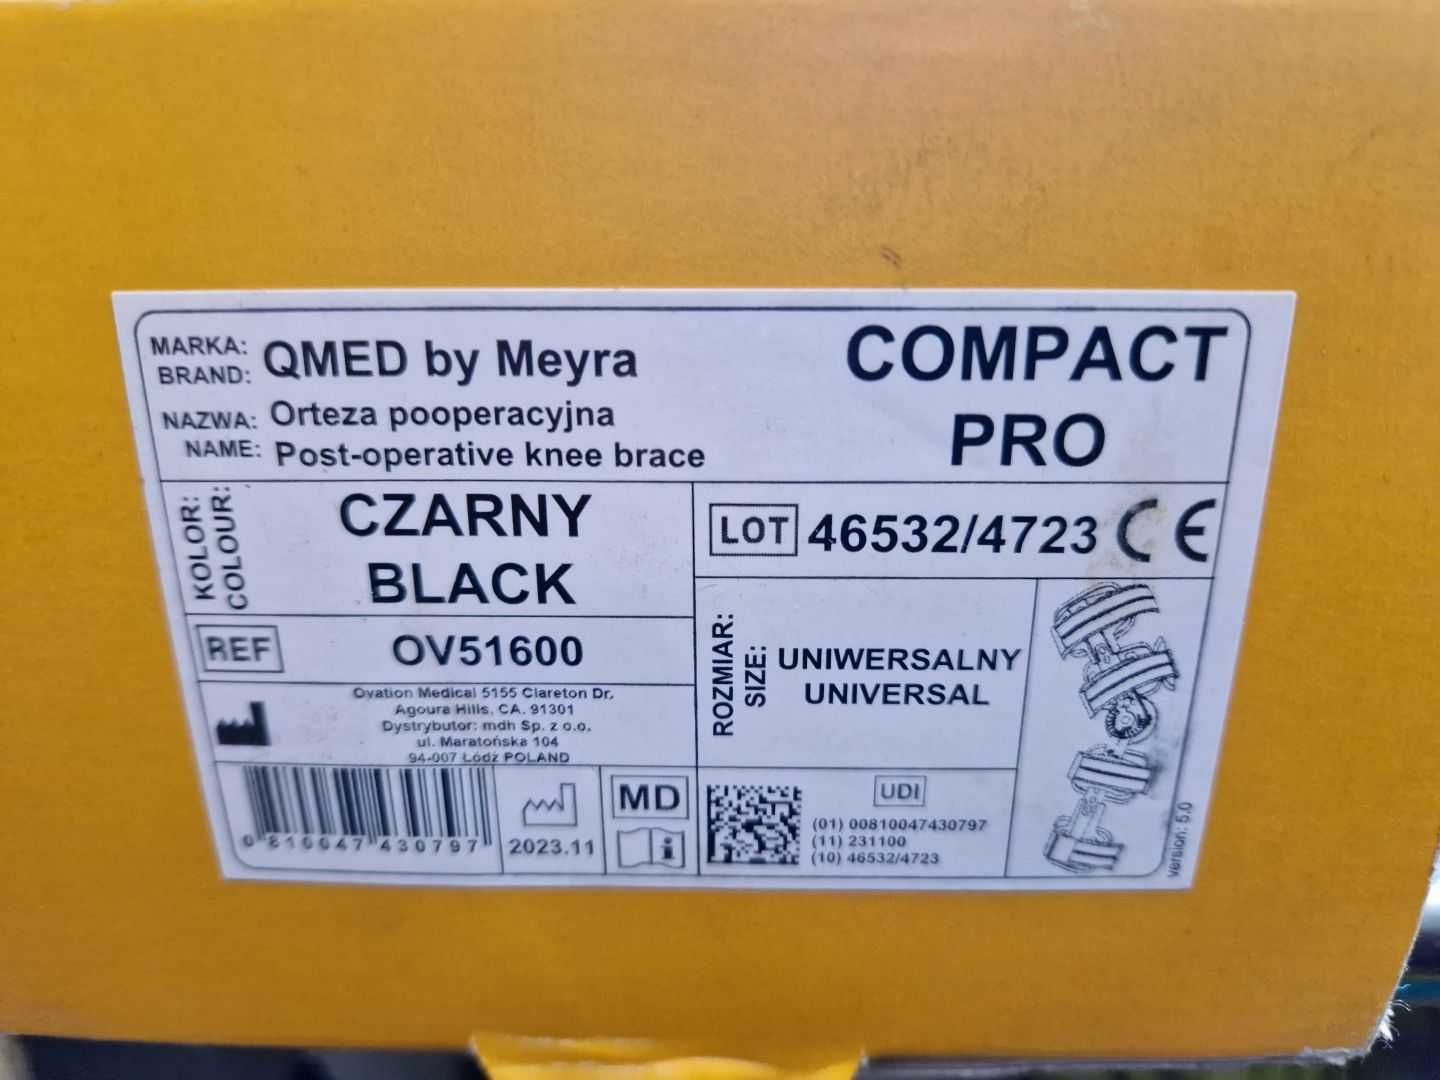 MARKA: QMED by Meyra
BRAND:
COMPACT
PRO
NAZWA: Orteza pooperacyjna
NAME: Post-operative knee brace
KOLOR:
COLOUR:
CZARNY
BLACK
LOT 46532/4723 CE
REF OV51600
ROZMIAR:
SIZE:
UNIWERSALNY
UNIVERSAL
Ovation Medical 5155 Clareton Dr,
Agoura Hills, CA. 91301
Dystrybutor: mdh Sp. z o.o.
ul. Maratońska 104
94-007 Łódź POLAND
0 810047 430797
2023.11
MD
i
UDI
(01) 00810047430797
(11) 231100
(10) 46532/4723
version: 5.0